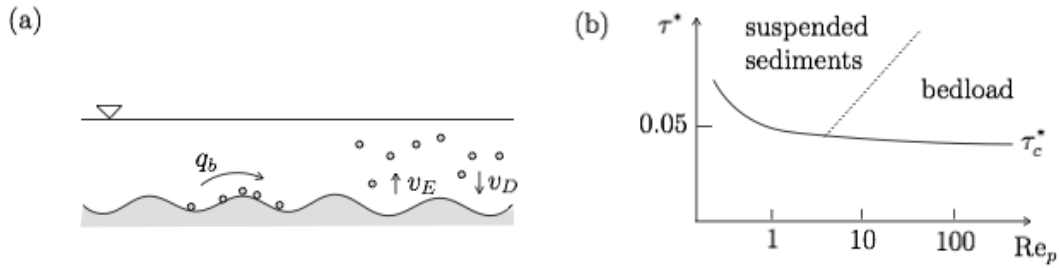 (a)
q_b
v_E
v_D
(b)
τ*
suspended
sediments
bedload
0.05
τ_c*
1
10
100
Re_p